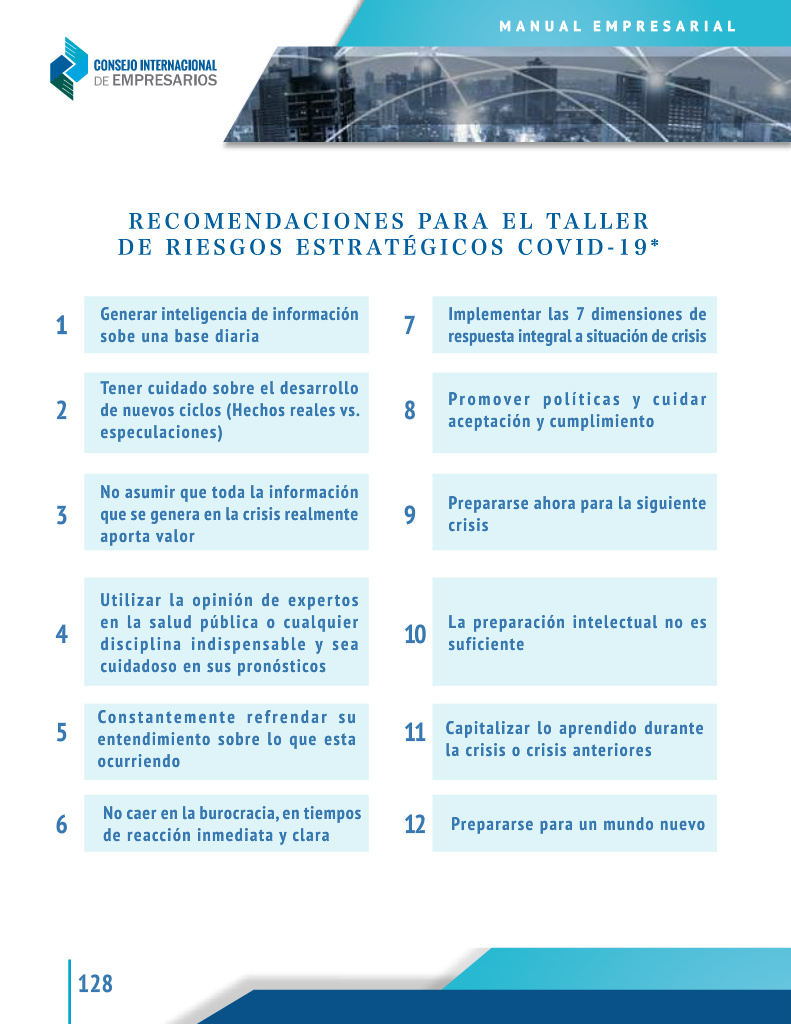 MANUAL EMPRESARIAL
CONSEJO INTERNACIONAL
DE EMPRESARIOS
RECOMENDACIONES PARA EL TALLER
DE RIESGOS ESTRATÉGICOS COVID-19*
1
Generar inteligencia de información
sobe una base diaria
2
Tener cuidado sobre el desarrollo
de nuevos ciclos (Hechos reales vs.
especulaciones)
3
No asumir que toda la información
que se genera en la crisis realmente
aporta valor
4
Utilizar la opinión de expertos
en la salud pública o cualquier
disciplina indispensable y sea
cuidadoso en sus pronósticos
5
Constantemente refrendar su
entendimiento sobre lo que esta
ocurriendo
6
No caer en la burocracia, en tiempos
de reacción inmediata y clara
7
Implementar las 7 dimensiones de
respuesta integral a situación de crisis
8
Promover políticas y cuidar
aceptación y cumplimiento
9
Prepararse ahora para la siguiente
crisis
10
La preparación intelectual no es
suficiente
11
Capitalizar lo aprendido durante
la crisis o crisis anteriores
12
Prepararse para un mundo nuevo
128